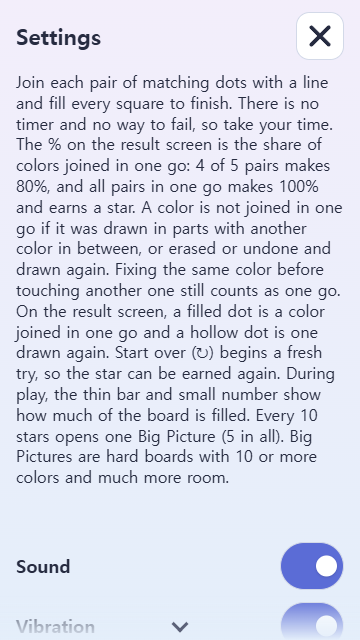 Settings
Join each pair of matching dots with a line
and fill every square to finish. There is no
timer and no way to fail, so take your time.
The % on the result screen is the share of
colors joined in one go: 4 of 5 pairs makes
80%, and all pairs in one go makes 100%
and earns a star. A color is not joined in one
go if it was drawn in parts with another
color in between, or erased or undone and
drawn again. Fixing the same color before
touching another one still counts as one go.
On the result screen, a filled dot is a color
joined in one go and a hollow dot is one
drawn again. Start over (↻) begins a fresh
try, so the star can be earned again. During
play, the thin bar and small number show
how much of the board is filled. Every 10
stars opens one Big Picture (5 in all). Big
Pictures are hard boards with 10 or more
colors and much more room.
Sound
Vibration